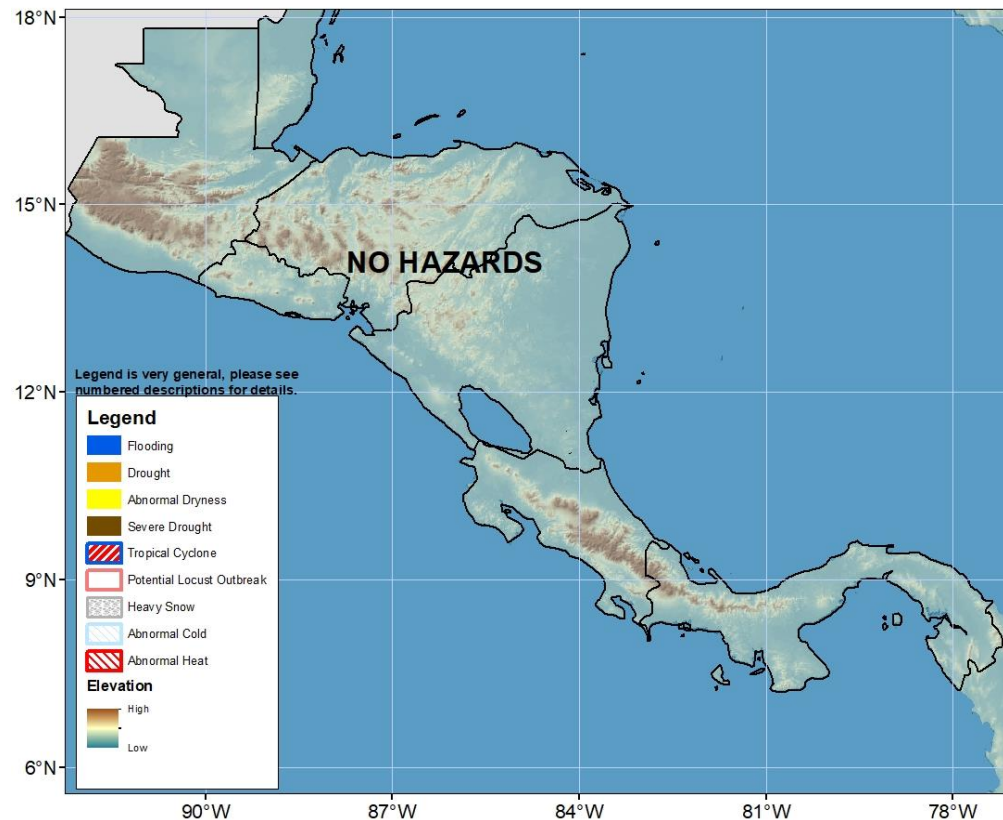 18°N
15°N
12°N
9°N
6°N
NO HAZARDS
Legend is very general, please see
numbered descriptions for details.
Legend
Flooding
Drought
Abnormal Dryness
Severe Drought
Tropical Cyclone
Potential Locust Outbreak
Heavy Snow
Abnormal Cold
Abnormal Heat
Elevation
High
Low
90°W
87°W
84°W
81°W
78°W